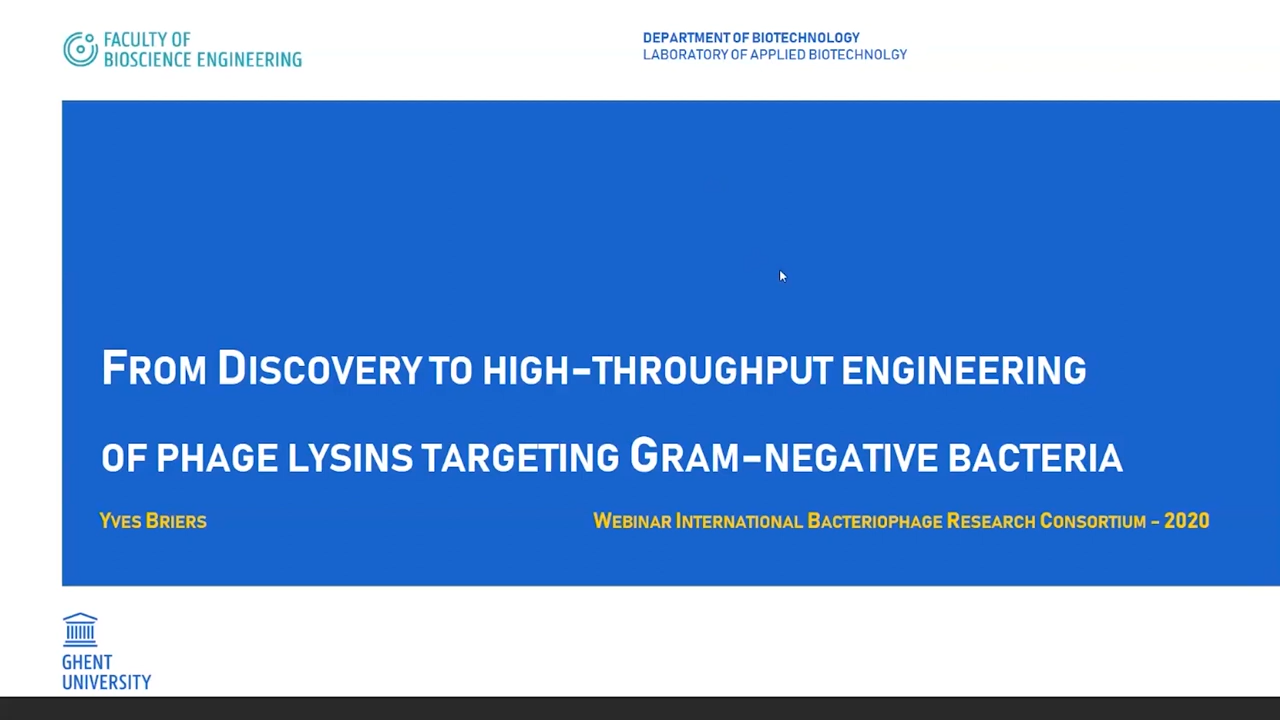 FACULTY OF
BIOSCIENCE ENGINEERING
DEPARTMENT OF BIOTECHNOLOGY
LABORATORY OF APPLIED BIOTECHNOLGY
FROM DISCOVERY TO HIGH-THROUGHPUT ENGINEERING
OF PHAGE LYSINS TARGETING GRAM-NEGATIVE BACTERIA
YVES BRIERS
WEBINAR INTERNATIONAL BACTERIOPHAGE RESEARCH CONSORTIUM - 2020
GHENT
UNIVERSITY